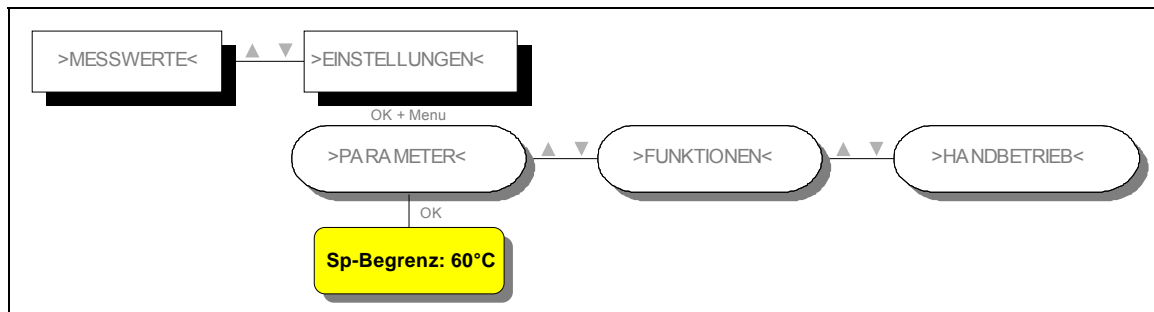 >MESSWERTE< ▲ ▼ >EINSTELLUNGEN<
OK + Menu
>PARAMETER< ▲ ▼ >FUNKTIONEN< ▲ ▼ >HANDBETRIEB<
OK
Sp-Begrenz: 60°C